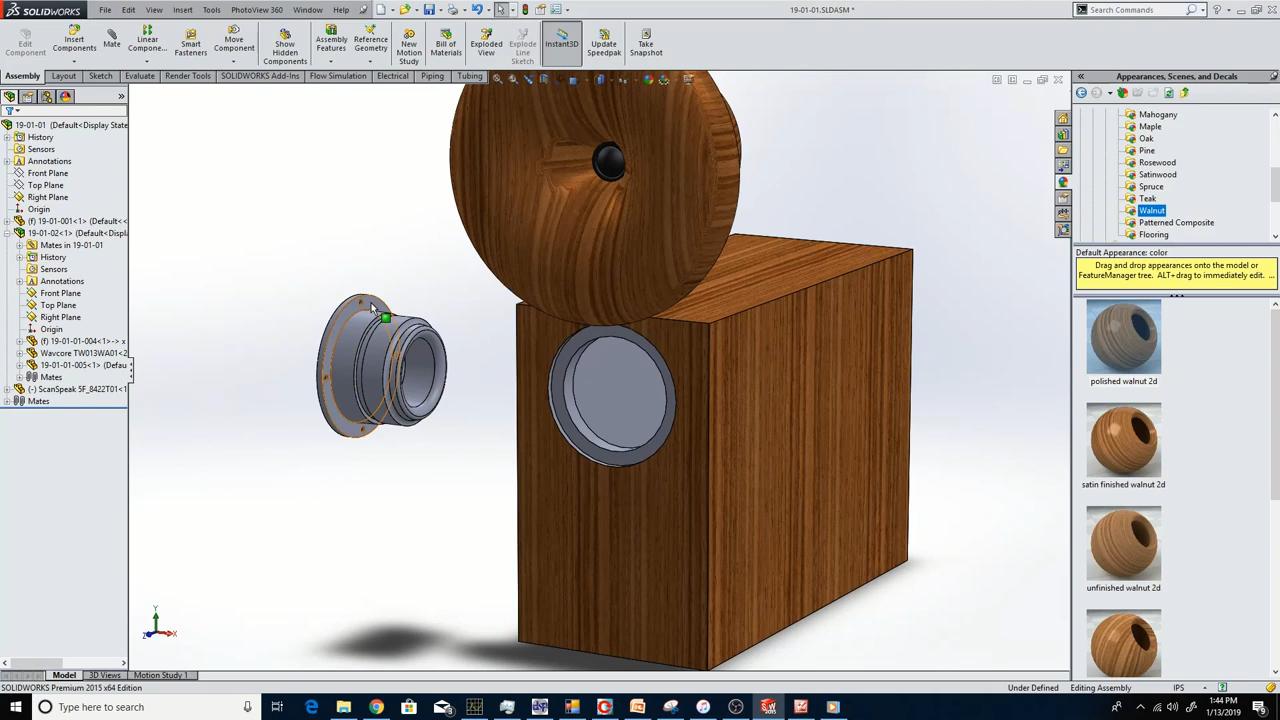 SOLIDWORKS
File Edit View Insert Tools PhotoView 360 Window Help
19-01-01.SLDASM *
Search Commands
Edit Component
Insert Components
Mate
Linear Compone...
Smart Fasteners
Move Component
Show Hidden Components
Assembly Features
Reference Geometry
New Motion Study
Bill of Materials
Exploded View
Explode Line Sketch
Instant3D
Update Speedpak
Take Snapshot
Assembly Layout Sketch Evaluate Render Tools SOLIDWORKS Add-Ins Flow Simulation Electrical Piping Tubing
19-01-01 (Default<Display State
History
Sensors
Annotations
Front Plane
Top Plane
Right Plane
Origin
(f) 19-01-001<1> (Default<<
19-01-02<1> (Default<Displ
Mates in 19-01-01
History
Sensors
Annotations
Front Plane
Top Plane
Right Plane
Origin
(f) 19-01-01-004<1>-> x
Wavcore TW013WA01<2
19-01-01-005<1> (Defau
Mates
(-) ScanSpeak 5F_8422T01<1
Mates
Y
Z
X
Appearances, Scenes, and Decals
Mahogany
Maple
Oak
Pine
Rosewood
Satinwood
Spruce
Teak
Walnut
Patterned Composite
Flooring
Default Appearance: color
Drag and drop appearances onto the model or
FeatureManager tree. ALT+drag to immediately edit. ...
polished walnut 2d
satin finished walnut 2d
unfinished walnut 2d
Model 3D Views Motion Study 1
SOLIDWORKS Premium 2015 x64 Edition
Under Defined Editing Assembly IPS
Type here to search
1:44 PM
1/13/2019